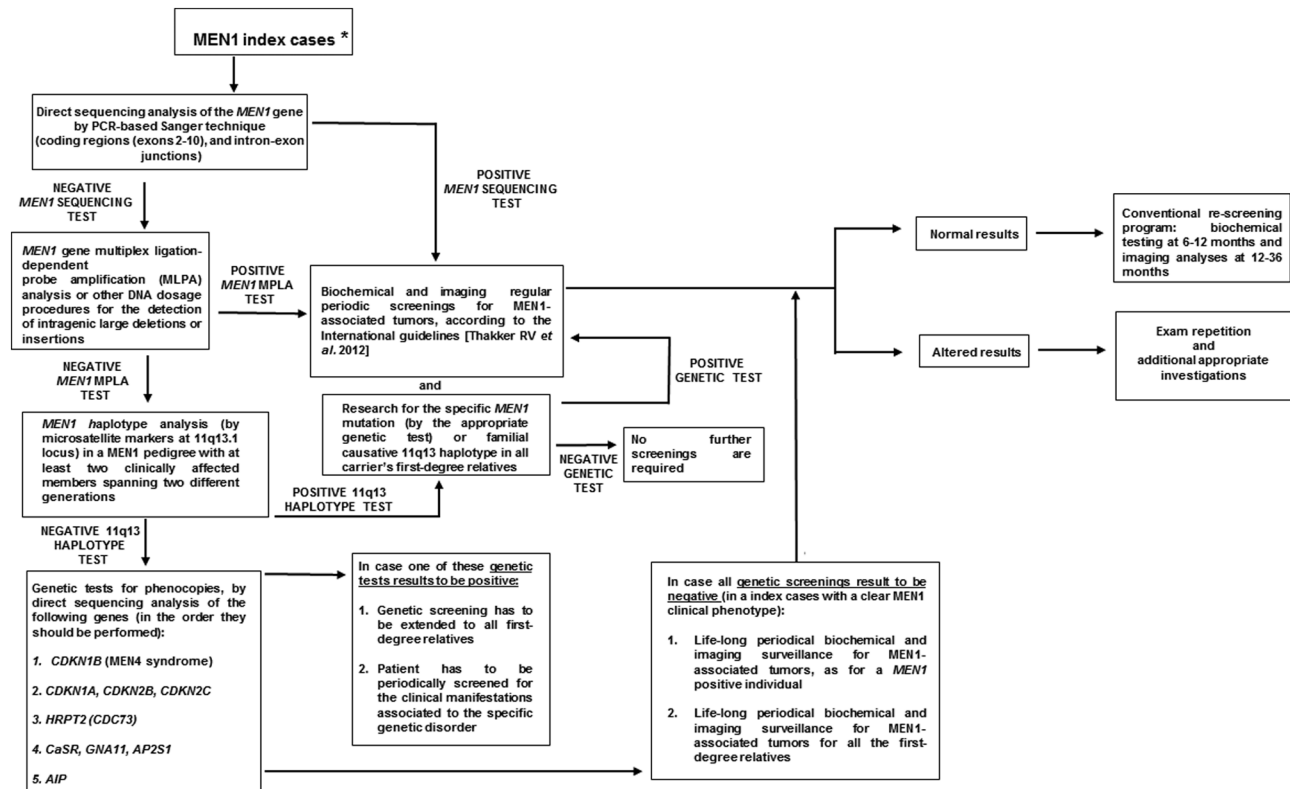 MEN1 index cases *
Direct sequencing analysis of the MEN1 gene
by PCR-based Sanger technique
(coding regions (exons 2-10), and intron-exon
junctions)
NEGATIVE
MEN1 SEQUENCING
TEST
POSITIVE
MEN1 SEQUENCING
TEST
MEN1 gene multiplex ligation-
dependent
probe amplification (MLPA)
analysis or other DNA dosage
procedures for the detection
of intragenic large deletions or
insertions
POSITIVE
MEN1 MPLA
TEST
Biochemical and imaging regular
periodic screenings for MEN1-
associated tumors, according to the
International guidelines [Thakker RV et
al. 2012]
Normal results
Conventional re-screening
program: biochemical
testing at 6-12 months and
imaging analyses at 12-36
months
Altered results
Exam repetition
and
additional appropriate
investigations
NEGATIVE
MEN1 MPLA
TEST
and
POSITIVE
GENETIC TEST
MEN1 haplotype analysis (by
microsatellite markers at 11q13.1
locus) in a MEN1 pedigree with at
least two clinically affected
members spanning two different
generations
Research for the specific MEN1
mutation (by the appropriate
genetic test) or familial
causative 11q13 haplotype in all
carrier's first-degree relatives
NEGATIVE
GENETIC
TEST
No further
screenings are
required
POSITIVE 11q13
HAPLOTYPE TEST
NEGATIVE 11q13
HAPLOTYPE
TEST
Genetic tests for phenocopies, by
direct sequencing analysis of the
following genes (in the order they
should be performed):
1. CDKN1B (MEN4 syndrome)
2. CDKN1A, CDKN2B, CDKN2C
3. HRPT2 (CDC73)
4. CaSR, GNA11, AP2S1
5. AIP
In case one of these genetic
tests results to be positive:
1. Genetic screening has to
be extended to all first-
degree relatives
2. Patient has to be
periodically screened for
the clinical manifestations
associated to the specific
genetic disorder
In case all genetic screenings result to be
negative (in a index cases with a clear MEN1
clinical phenotype):
1. Life-long periodical biochemical and
imaging surveillance for MEN1-
associated tumors, as for a MEN1
positive individual
2. Life-long periodical biochemical and
imaging surveillance for MEN1-
associated tumors for all the first-
degree relatives